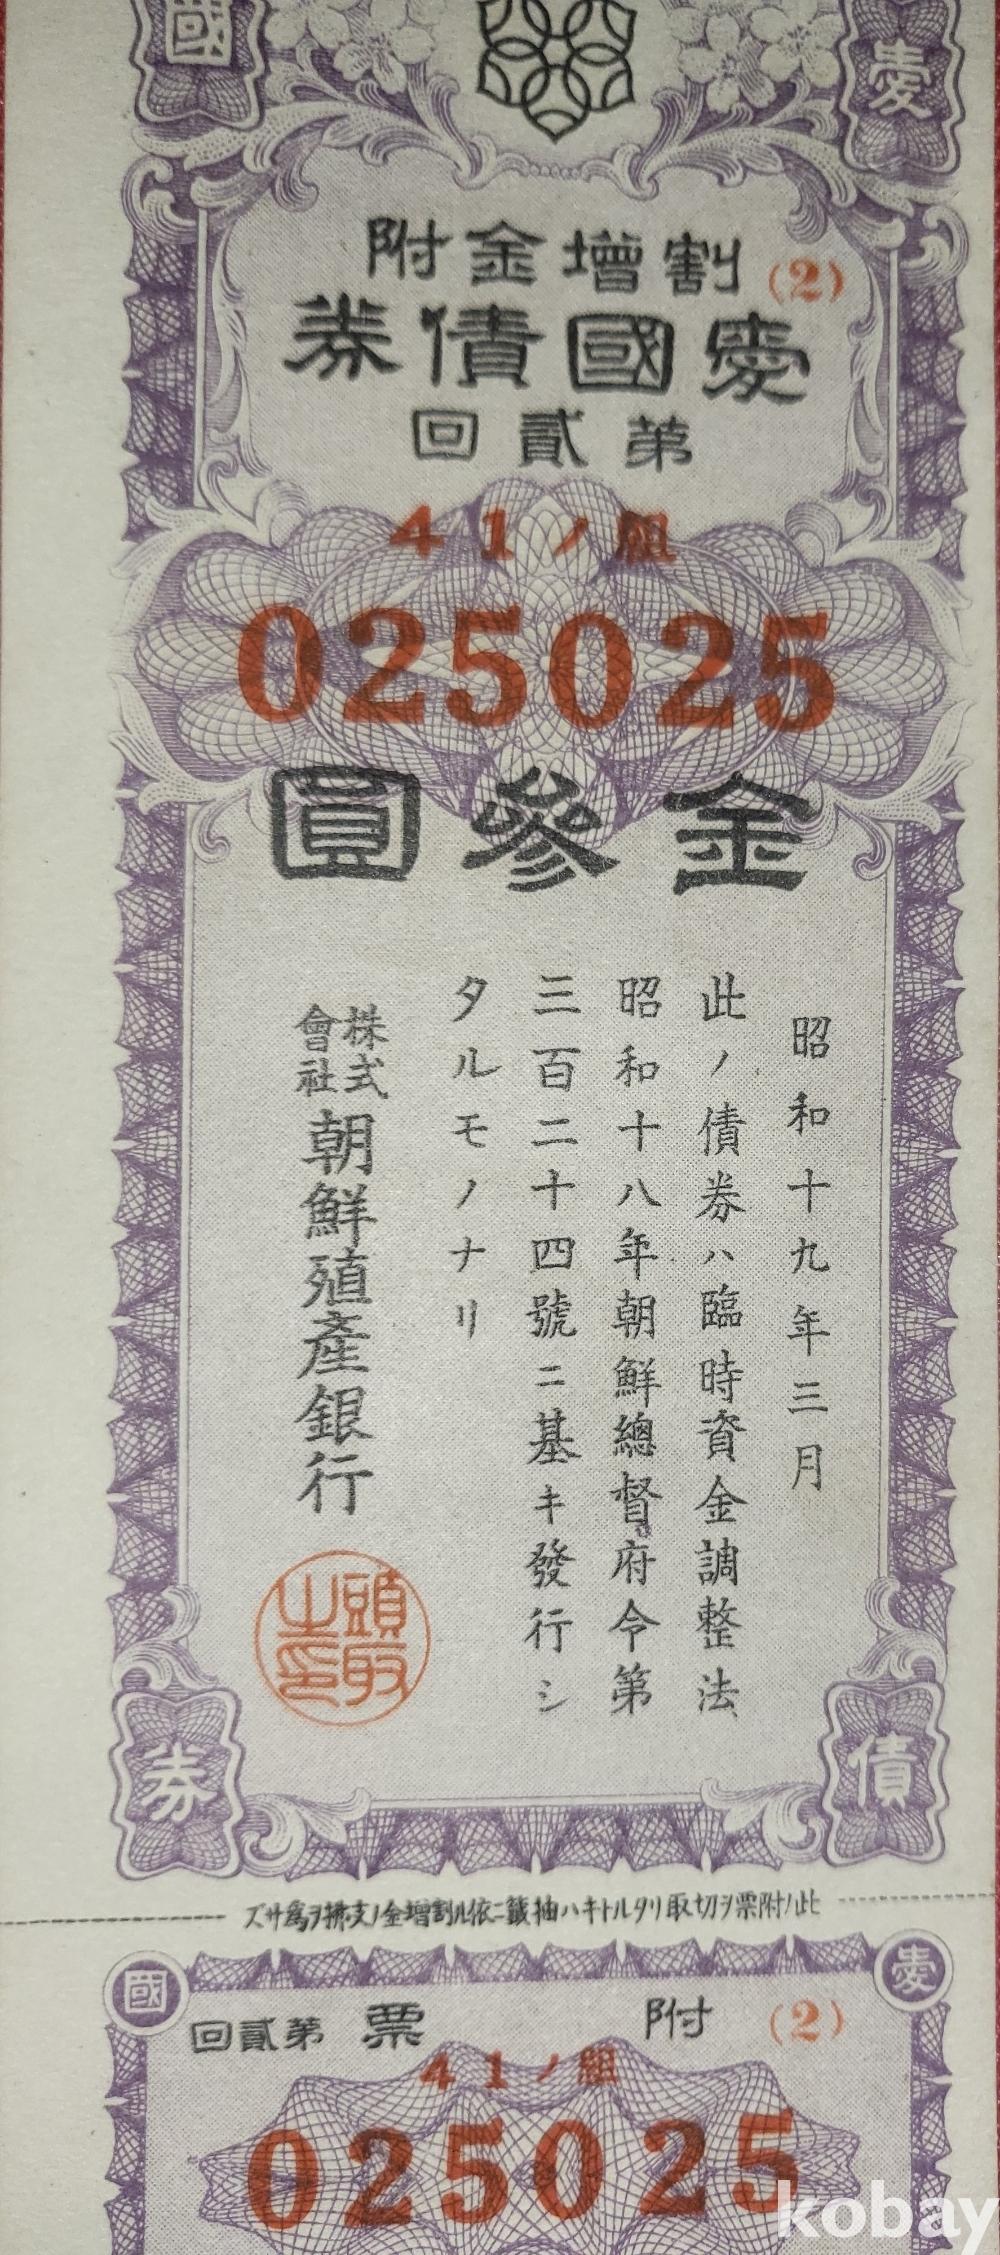 愛國
割增金附 (2)
愛國債券
第貳回
41ノ組
025025
金參圓
昭和十九年三月
此ノ債券ハ臨時資金調整法
昭和十八年朝鮮總督府令第
三百二十四號ニ基キ發行シ
タルモノナリ
株式會社朝鮮殖產銀行
頭取之印
債券
此ノ附票ヲ切取リタルトキハ抽籤ニ依ル割增金ノ支拂ヲ爲サズ
愛國
(2) 附票 第貳回
41ノ組
025025
kobay